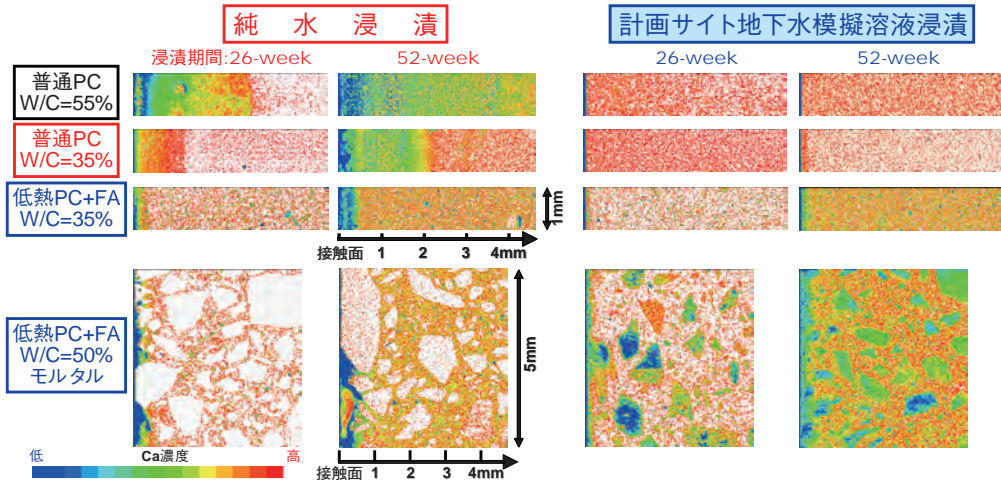 純水浸漬
計画サイト地下水模擬溶液浸漬
浸漬期間:26-week
52-week
26-week
52-week
普通PC
W/C=55%
普通PC
W/C=35%
低熱PC+FA
W/C=35%
1mm
接触面 1 2 3 4mm
低熱PC+FA
W/C=50%
モルタル
5mm
低 Ca濃度 高
接触面 1 2 3 4mm